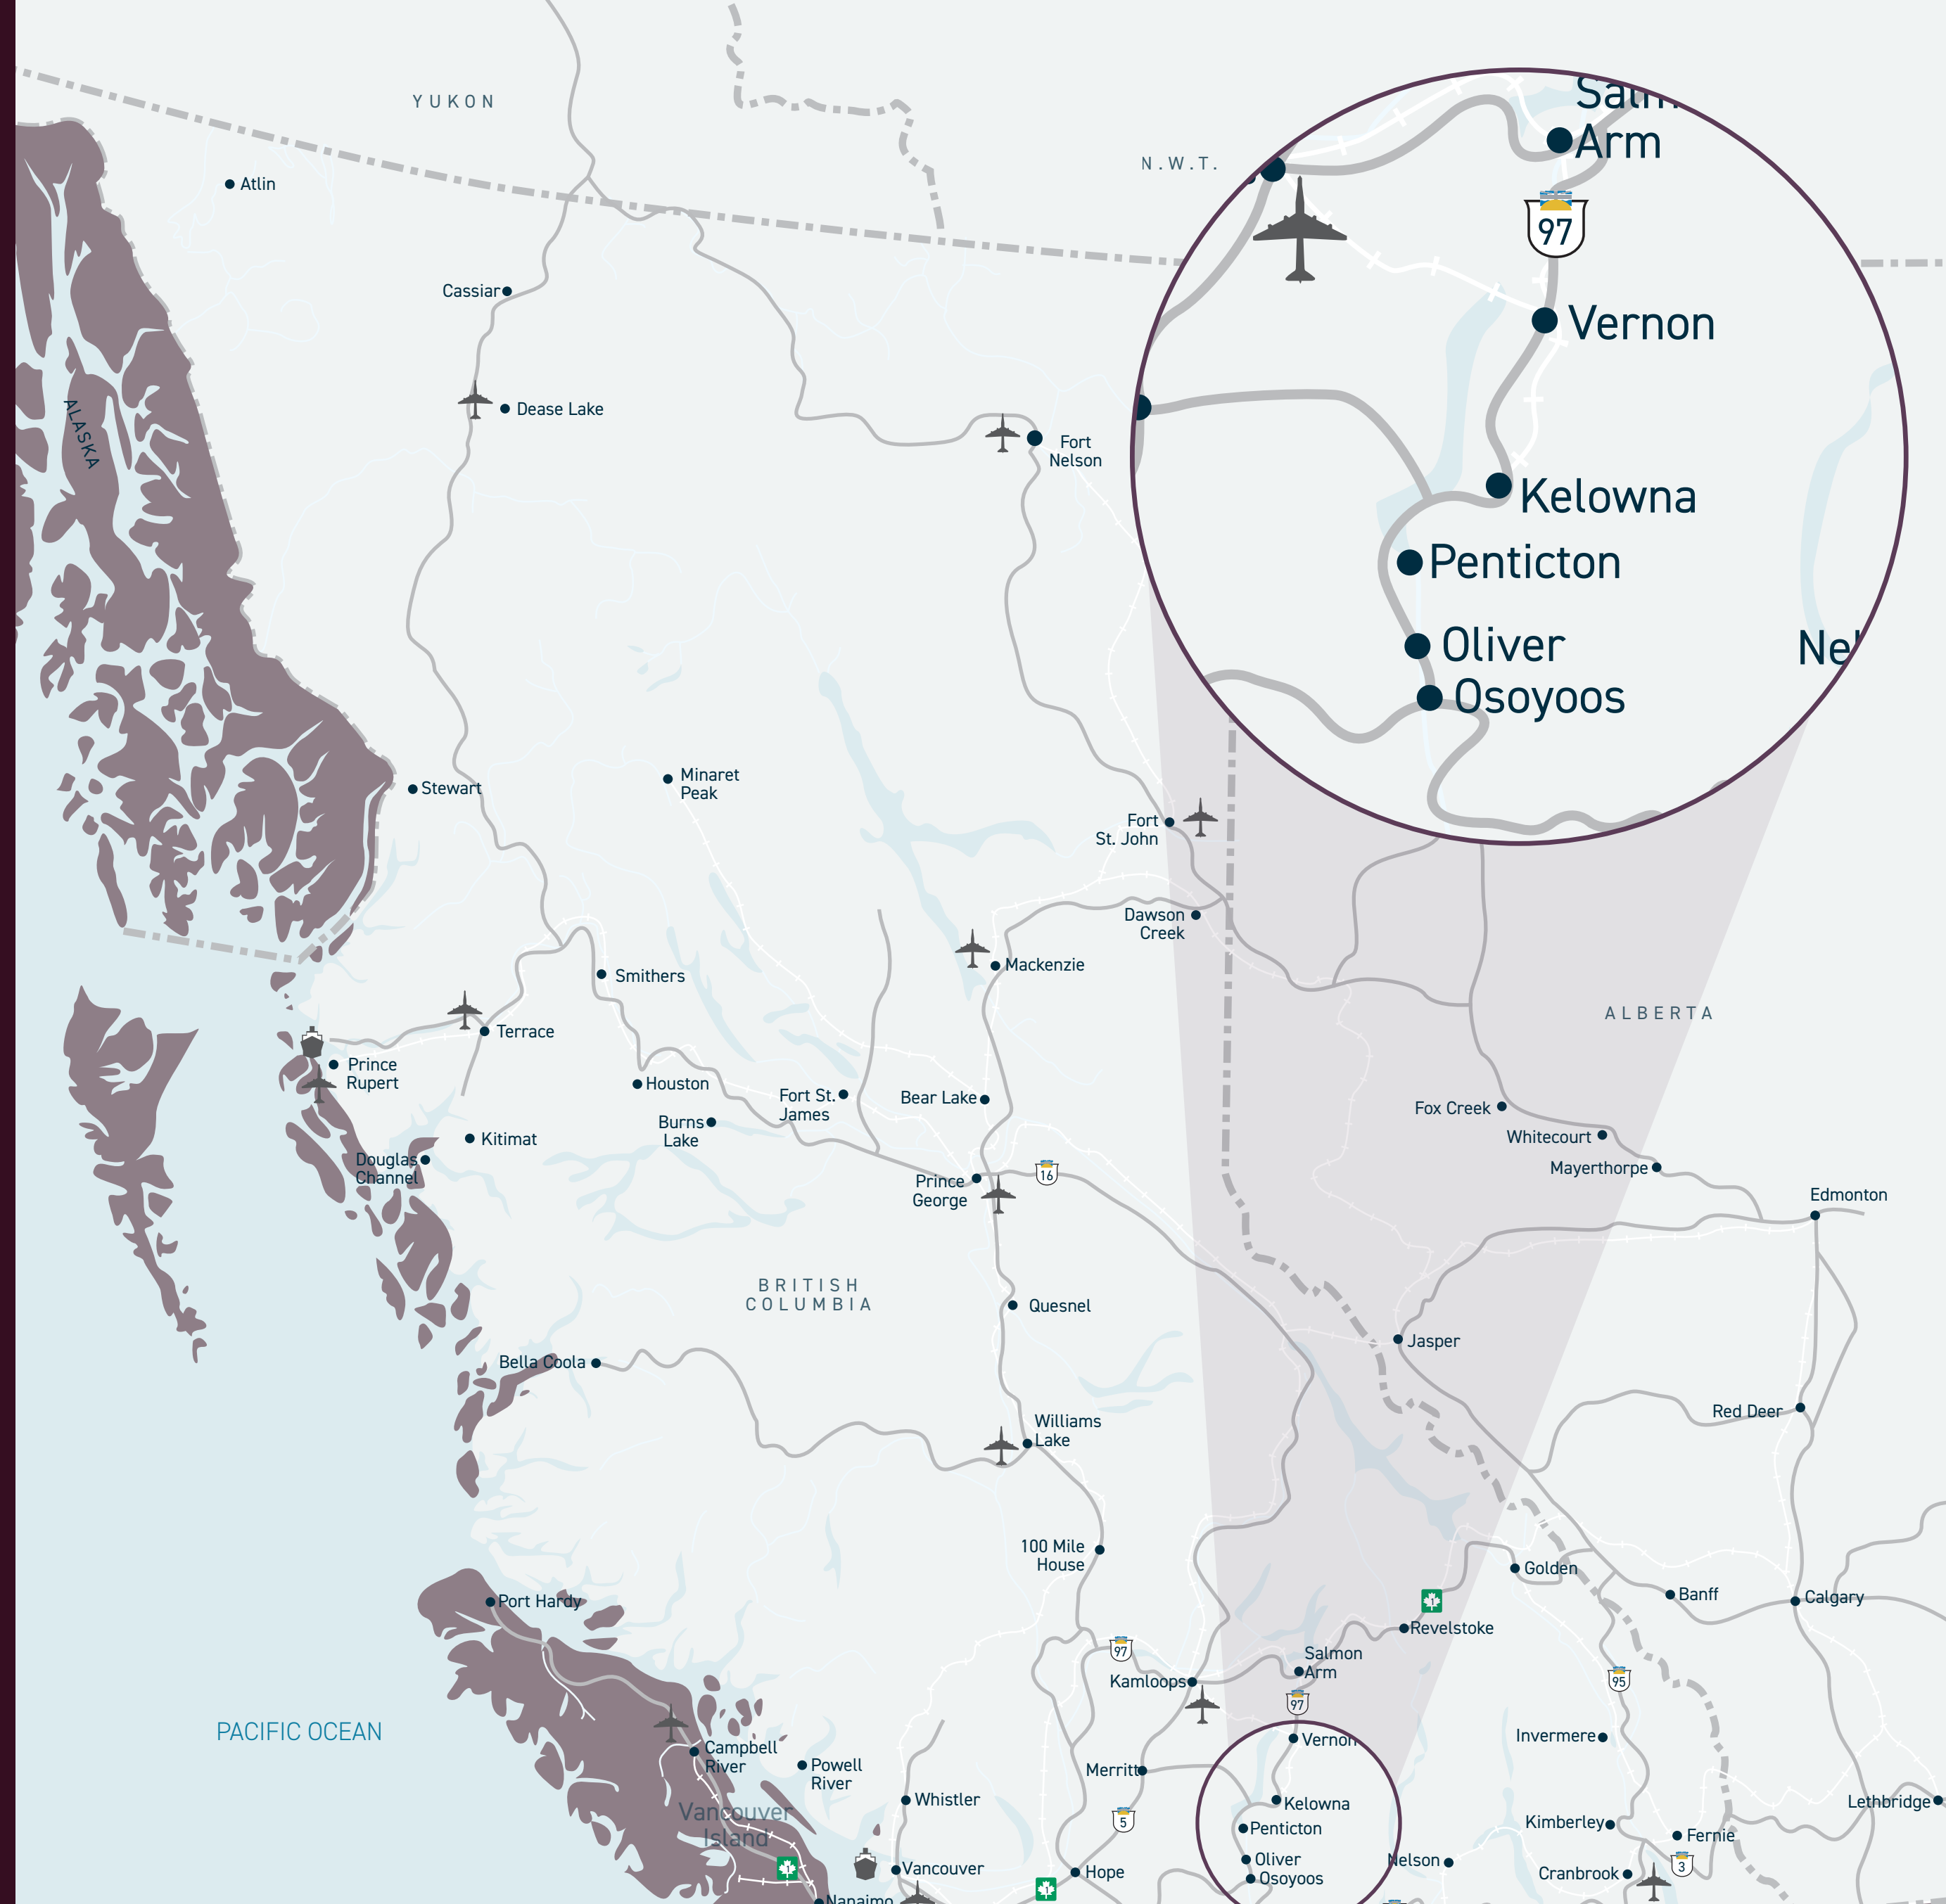 YUKON
N.W.T.
Atlin
Cassiar
Dease Lake
ALASKA
Fort
Nelson
Arm
97
Vernon
Kelowna
Penticton
Oliver
Osoyoos
Stewart
Minaret
Peak
Fort
St. John
Dawson
Creek
Mackenzie
Smithers
Terrace
Prince
Rupert
Houston
Fort St.
James
Bear Lake
Burns
Lake
Kitimat
Douglas
Channel
Prince
George
16
ALBERTA
Fox Creek
Whitecourt
Mayerthorpe
Edmonton
BRITISH
COLUMBIA
Quesnel
Jasper
Bella Coola
Red Deer
Williams
Lake
100 Mile
House
Golden
Banff
Calgary
Port Hardy
1
Revelstoke
97
Salmon
Arm
Kamloops
97
95
PACIFIC OCEAN
Campbell
River
Powell
River
Vernon
Invermere
Merritt
Whistler
Kelowna
Lethbridge
Vancouver
Island
5
Penticton
Kimberley
Fernie
1
Vancouver
Hope
Oliver
Osoyoos
Nelson
Cranbrook
3
1
Nanaimo